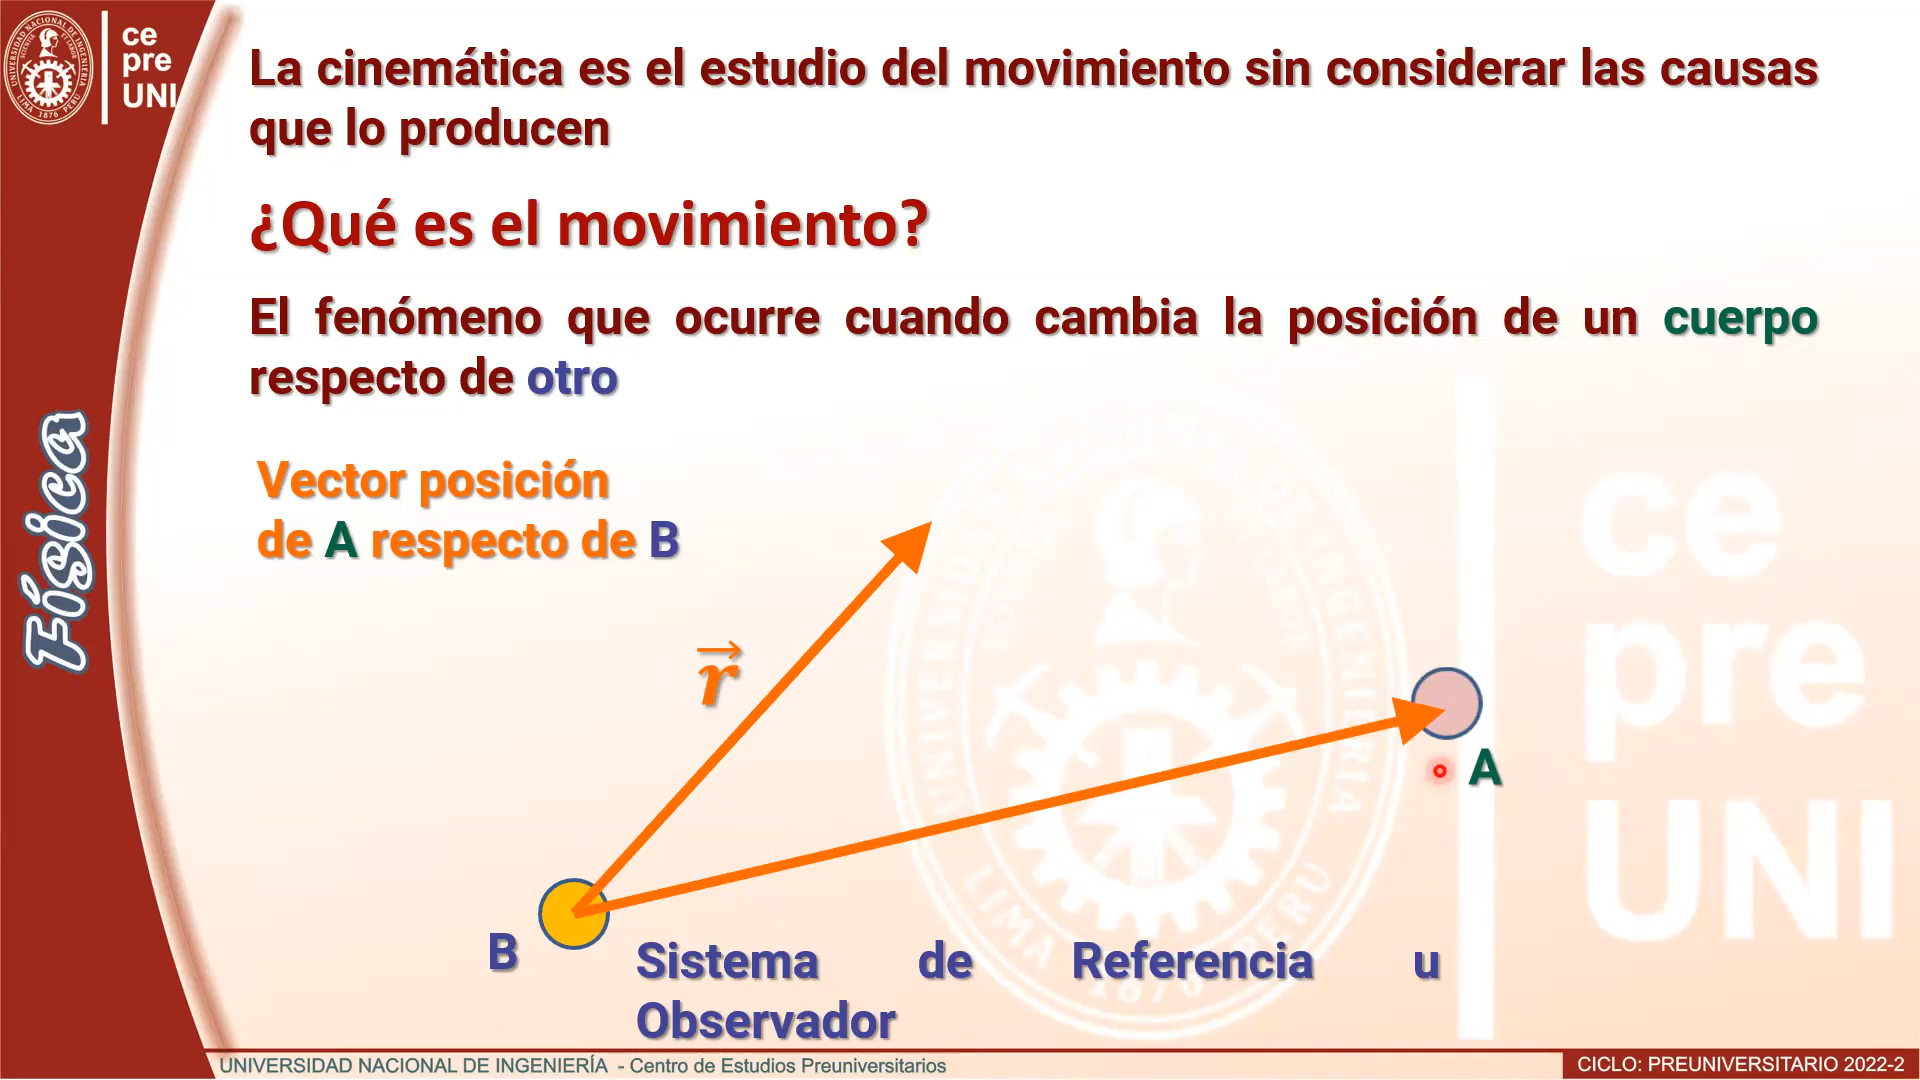 ce
pre
UNI
La cinemática es el estudio del movimiento sin considerar las causas
que lo producen
¿Qué es el movimiento?
El fenómeno que ocurre cuando cambia la posición de un cuerpo
respecto de otro
Vector posición
de A respecto de B
r
A
B
Sistema de Referencia u
Observador
Física
ce
pre
UNI
UNIVERSIDAD NACIONAL DE INGENIERÍA - Centro de Estudios Preuniversitarios
CICLO: PREUNIVERSITARIO 2022-2